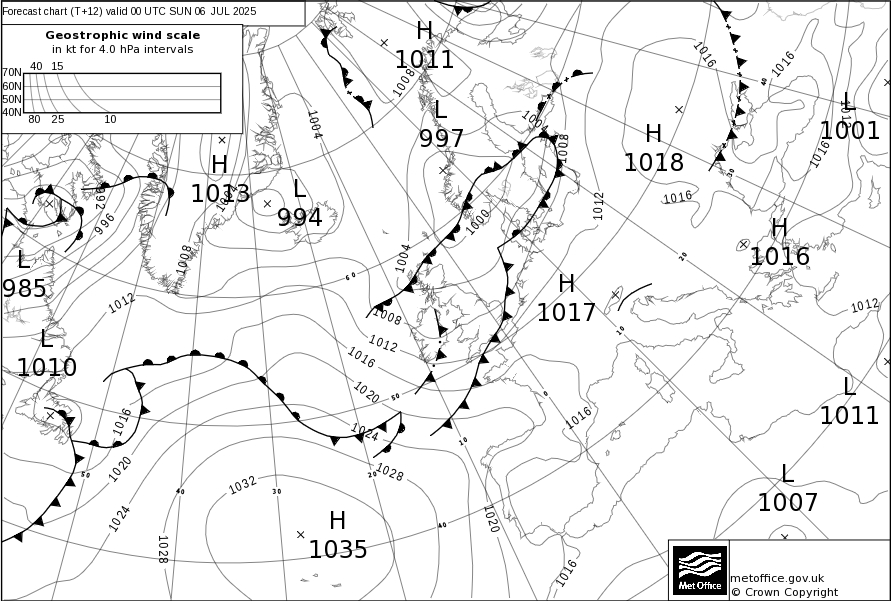 Forecast chart (T+12) valid 00 UTC SUN 06 JUL 2025
Geostrophic wind scale
in kt for 4.0 hPa intervals
40 15
70N
60N
50N
40N
80 25 10
H
1011
1008
1016
1016
40
L
1001
1004
L
997
1008
H
1018
1016
H
1013
L
994
992
996
1000
1012
1016
30
H
1016
1004
1008
20
60
L
985
1012
H
1017
1012
1008
10
L
1010
1012
1016
1020
50
0
1016
L
1011
1016
1024
10
1020
50
1028
20
1032
40
30
L
1007
1024
H
1035
40
1020
1028
1016
Met Office
metoffice.gov.uk
© Crown Copyright